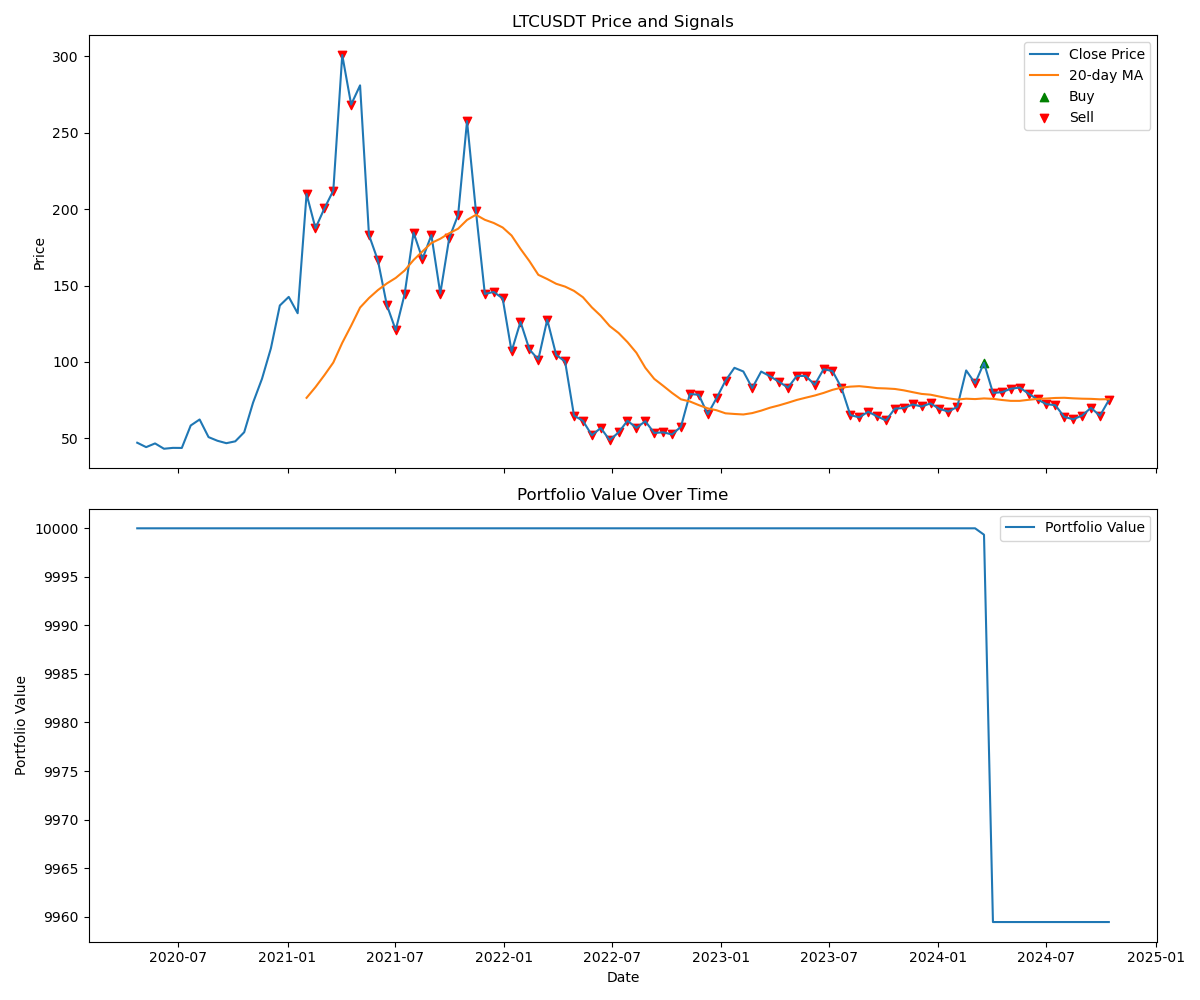 LTCUSDT Price and Signals
Price
300
250
200
150
100
50
Close Price
20-day MA
Buy
Sell
Portfolio Value Over Time
Portfolio Value
10000
9995
9990
9985
9980
9975
9970
9965
9960
Portfolio Value
2020-07
2021-01
2021-07
2022-01
2022-07
2023-01
2023-07
2024-01
2024-07
2025-01
Date